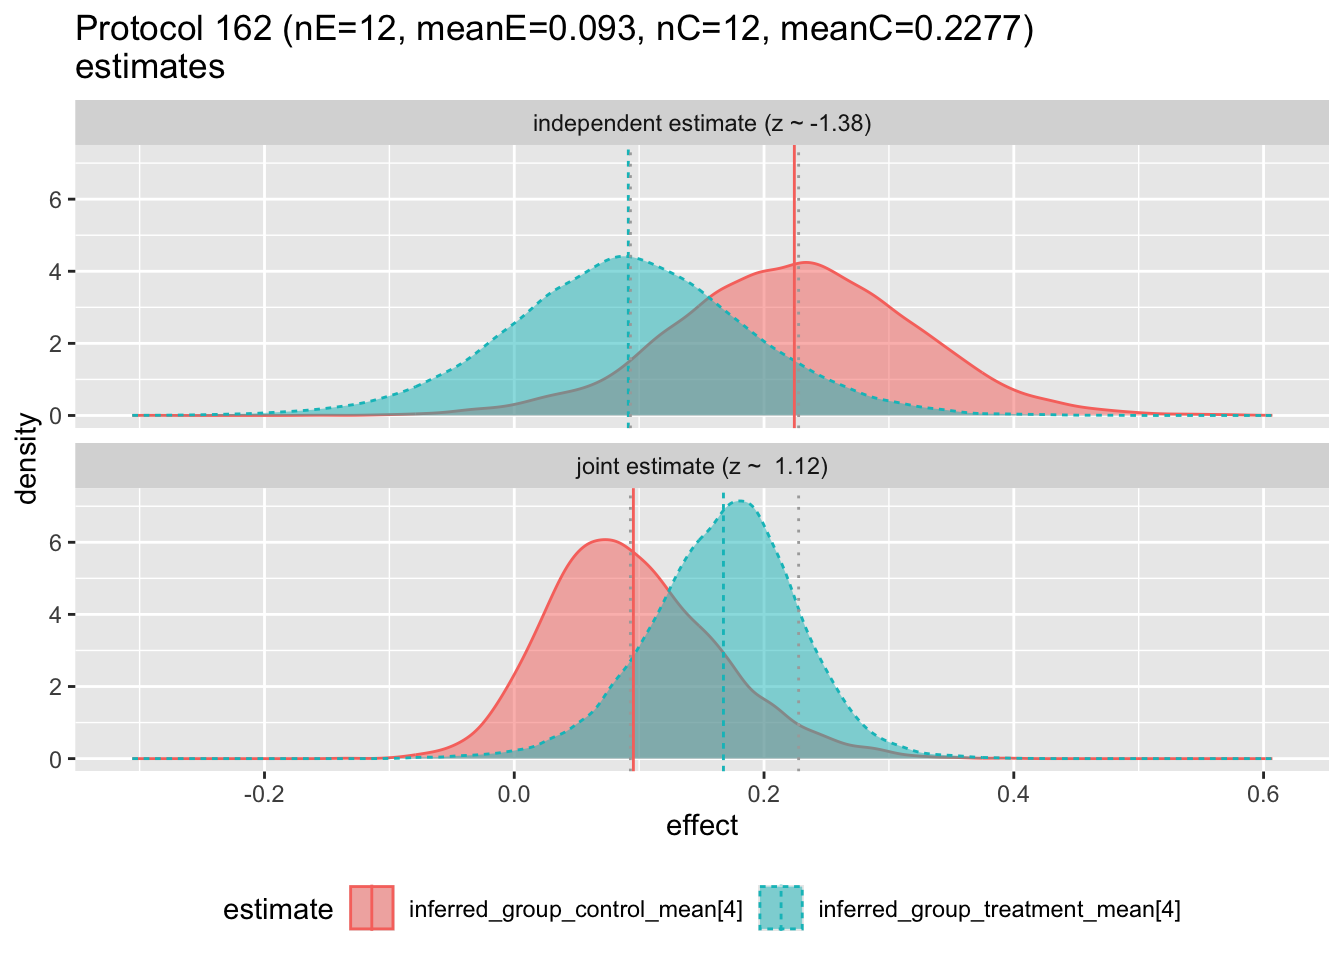 Protocol 162 (nE=12, meanE=0.093, nC=12, meanC=0.2277)
estimates
independent estimate (z ~ -1.38)
6
4
2
0
density
joint estimate (z ~  1.12)
6
4
2
0
-0.2 0.0 0.2 0.4 0.6
effect
estimate inferred_group_control_mean[4] inferred_group_treatment_mean[4]